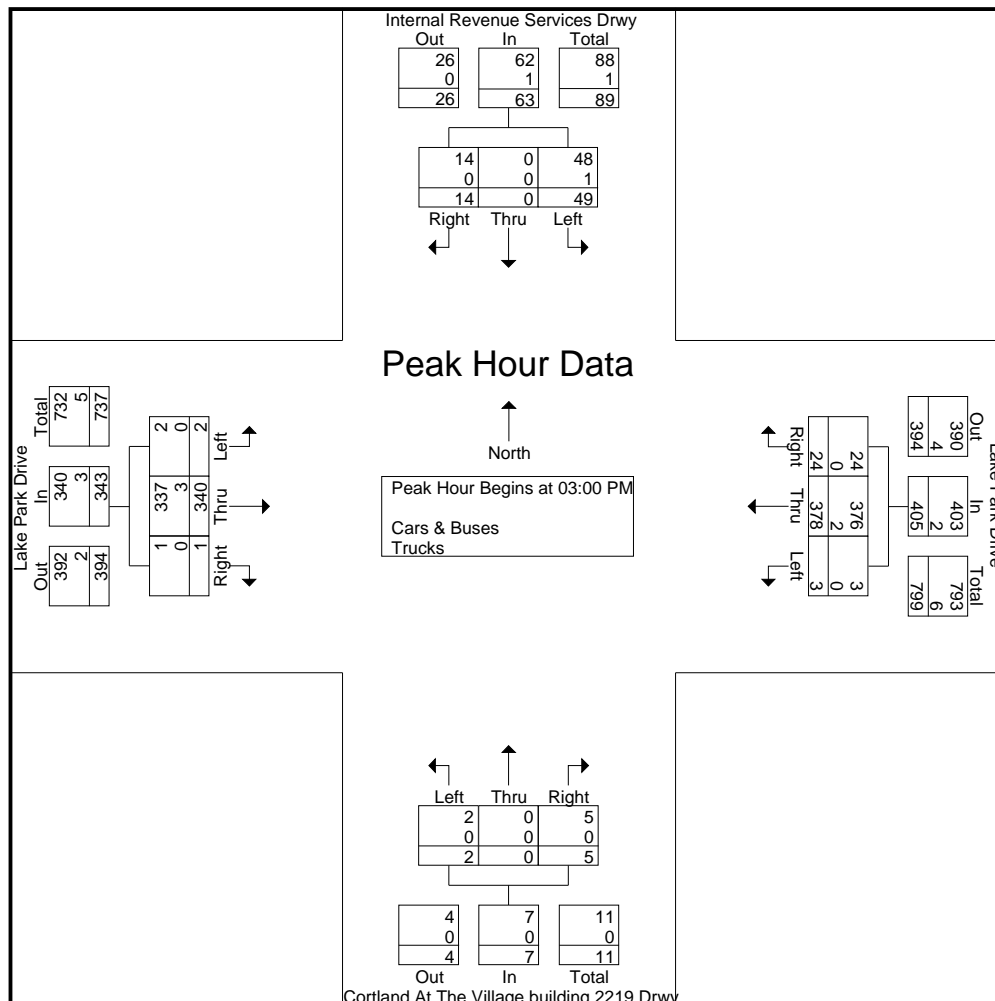 Internal Revenue Services Drwy
Out In Total
26 62 88
0 1 1
26 63 89
14 0 48
0 0 1
14 0 49
Right Thru Left
Peak Hour Data
North
Peak Hour Begins at 03:00 PM
Cars & Buses
Trucks
Lake Park Drive
Out In Total
392 340 732
2 3 5
394 343 737
Right Thru Left
1 337 2
0 3 0
1 340 2
Lake Park Drive
Out In Total
390 403 793
4 2 6
394 405 799
24 376 3
0 2 0
24 378 3
Right Thru Left
Left Thru Right
2 0 5
0 0 0
2 0 5
4 7 11
0 0 0
4 7 11
Out In Total
Cortland At The Village building 2219 Drwy